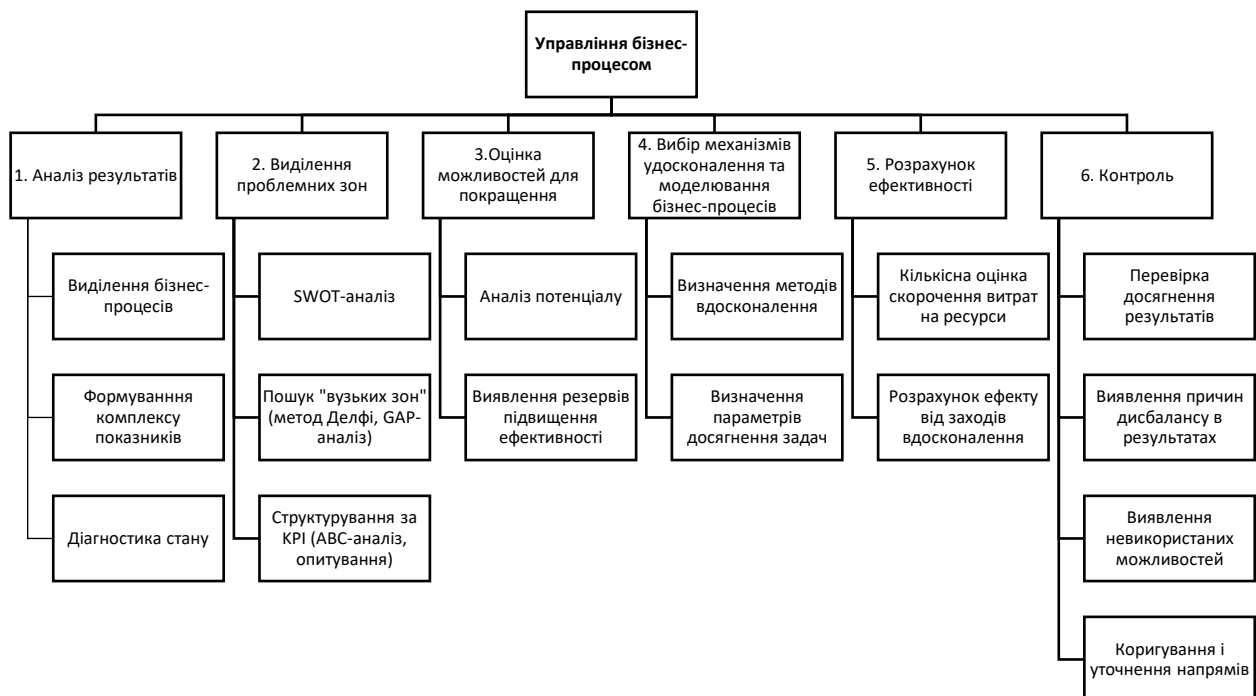 Управління бізнес-
процесом
1. Аналіз результатів
2. Виділення
проблемних зон
3.Оцінка
можливостей для
покращення
4. Вибір механізмів
удосконалення та
моделювання
бізнес-процесів
5. Розрахунок
ефективності
6. Контроль
Виділення бізнес-
процесів
Формуванння
комплексу
показників
Діагностика стану
SWOT-аналіз
Пошук "вузьких зон"
(метод Делфі, GAP-
аналіз)
Структурування за
KPI (ABC-аналіз,
опитування)
Аналіз потенціалу
Виявлення резервів
підвищення
ефективності
Визначення методів
вдосконалення
Визначення
параметрів
досягнення задач
Кількісна оцінка
скорочення витрат
на ресурси
Розрахунок ефекту
від заходів
вдосконалення
Перевірка
досягнення
результатів
Виявлення причин
дисбалансу в
результатах
Виявлення
невикористаних
можливостей
Коригування і
уточнення напрямів